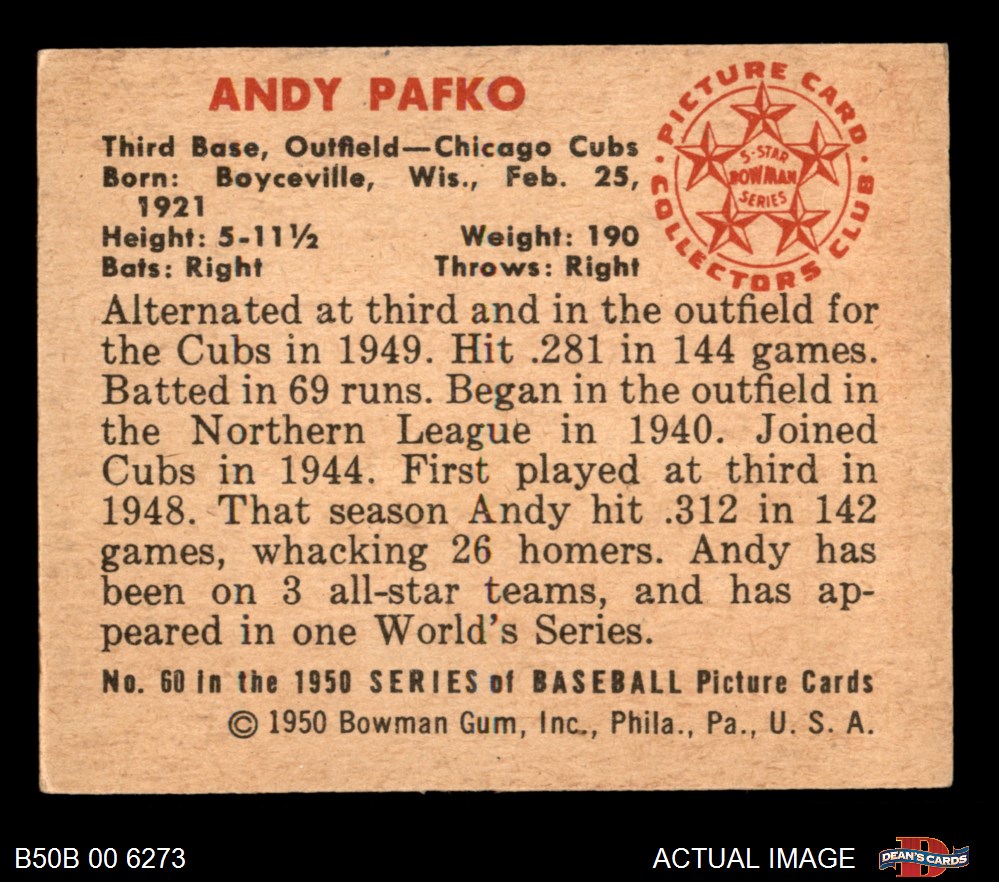 ANDY PAFKO
Third Base, Outfield—Chicago Cubs
Born: Boyceville, Wis., Feb. 25,
1921
Height: 5-11½ Weight: 190
Bats: Right Throws: Right
PICTURE CARD
COLLECTORS CLUB
5-STAR
BOWMAN
SERIES
Alternated at third and in the outfield for
the Cubs in 1949. Hit .281 in 144 games.
Batted in 69 runs. Began in the outfield in
the Northern League in 1940. Joined
Cubs in 1944. First played at third in
1948. That season Andy hit .312 in 142
games, whacking 26 homers. Andy has
been on 3 all-star teams, and has ap-
peared in one World's Series.
No. 60 in the 1950 SERIES of BASEBALL Picture Cards
© 1950 Bowman Gum, Inc., Phila., Pa., U. S. A.
B50B 00 6273
ACTUAL IMAGE
DEAN'S CARDS